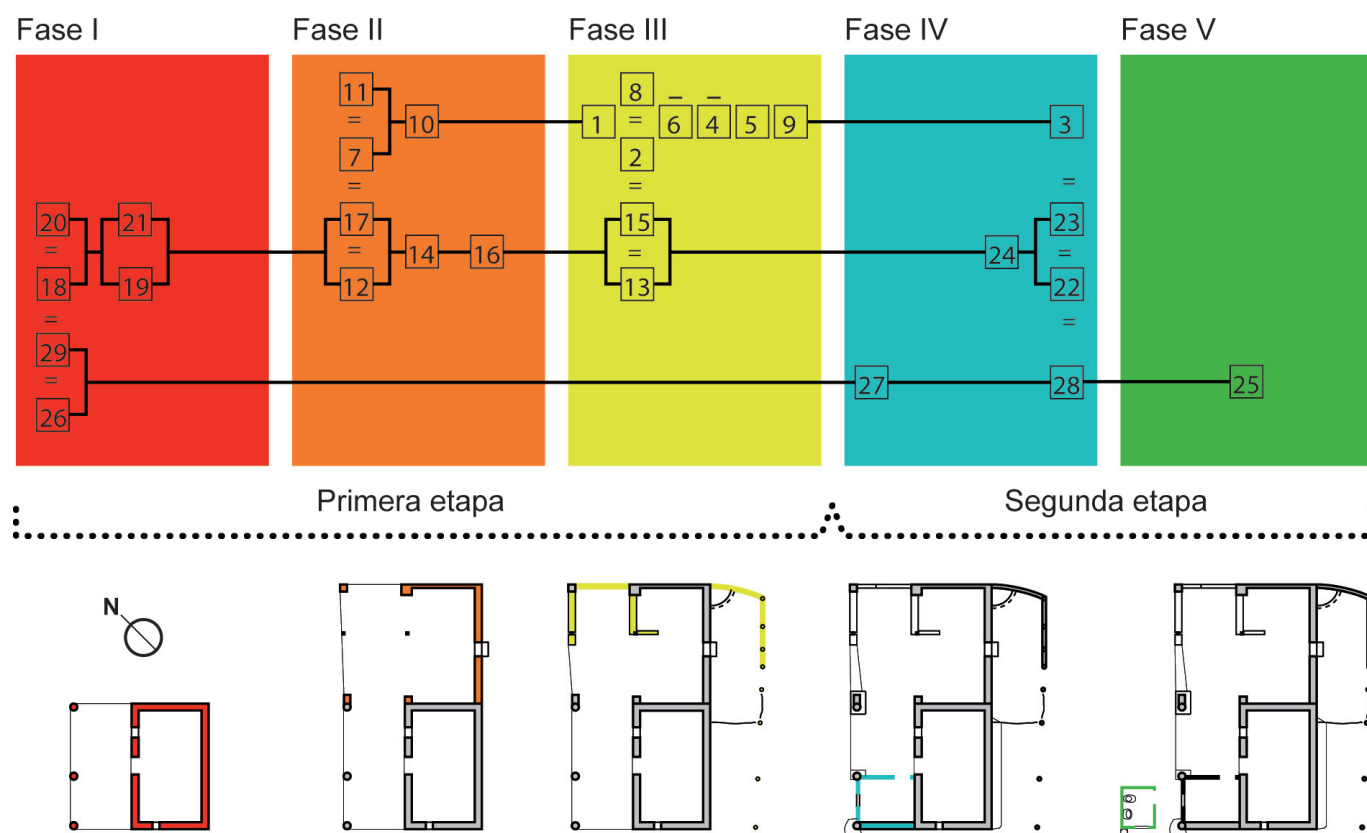 Fase I Fase II Fase III Fase IV Fase V
11 8
= 1 = 6 4 5 9 3
10
7 2
= = =
20 21 17 15 23
= = 14 16 = 24 =
18 19 12 13 22
= =
29
= 27 28 25
26
Primera etapa Segunda etapa
N